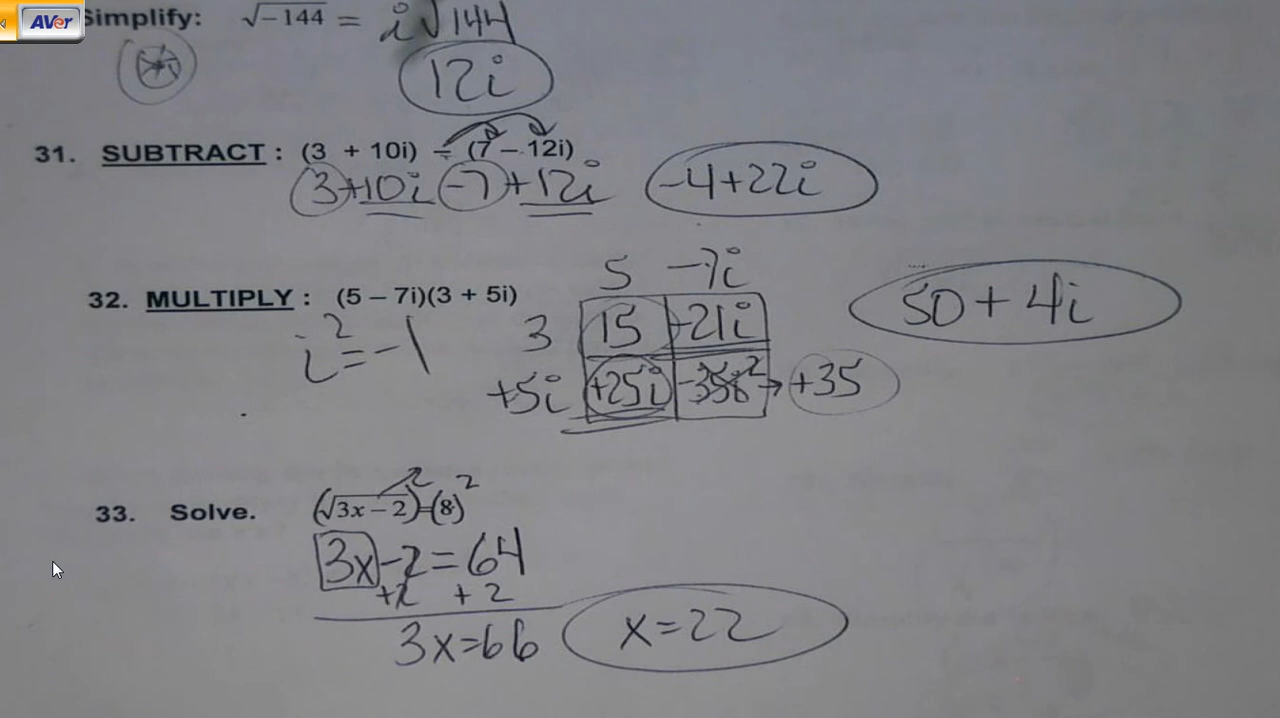 AVer
Simplify: √-144 = i√144
12i
31. SUBTRACT : (3 + 10i) - (7 - 12i)
3+10i -7+12i -4+22i
5 -7i
32. MULTIPLY : (5 – 7i)(3 + 5i) 3 15 -21i 50 + 4i
i²=-1 +5i +25i -35i² → +35
33. Solve. (√3x – 2)²=(8)²
3x-2=64
+2 +2
3x=66 x=22